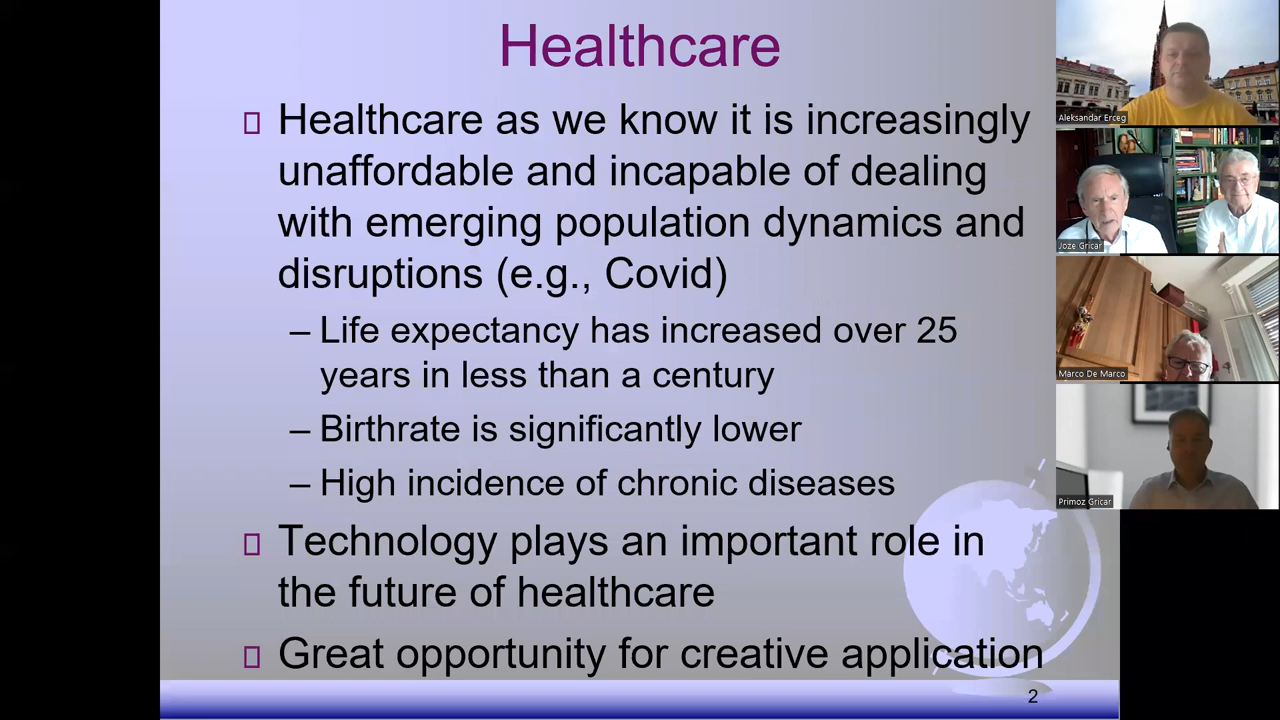 Healthcare
Healthcare as we know it is increasingly
unaffordable and incapable of dealing
with emerging population dynamics and
disruptions (e.g., Covid)
– Life expectancy has increased over 25
years in less than a century
– Birthrate is significantly lower
– High incidence of chronic diseases
Technology plays an important role in
the future of healthcare
Great opportunity for creative application
2
Aleksandar Erceg
Joze Gricar
Marco De Marco
Primoz Gricar